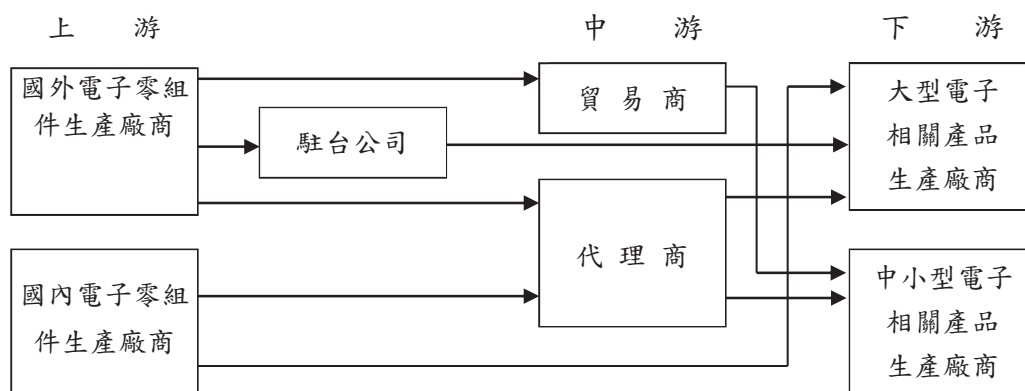 上 游
中 游
下 游
國外電子零組
件生產廠商
駐台公司
貿易商
大型電子
相關產品
生產廠商
國內電子零組
件生產廠商
代理商
中小型電子
相關產品
生產廠商